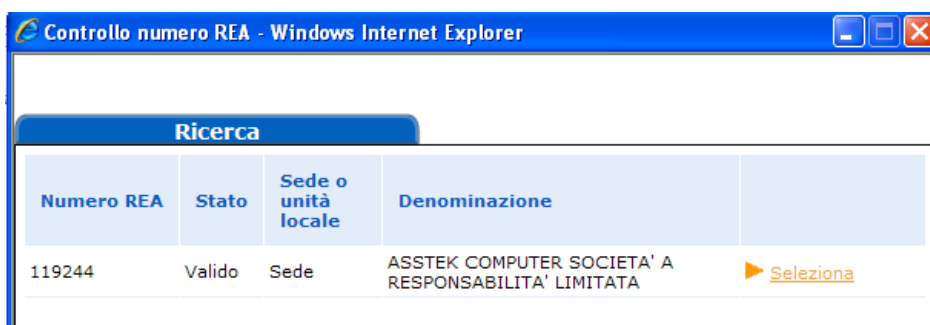 Controllo numero REA - Windows Internet Explorer
Ricerca
Numero REA
Stato
Sede o
unità
locale
Denominazione
119244
Valido
Sede
ASSTEK COMPUTER SOCIETA' A
RESPONSABILITA' LIMITATA
Seleziona